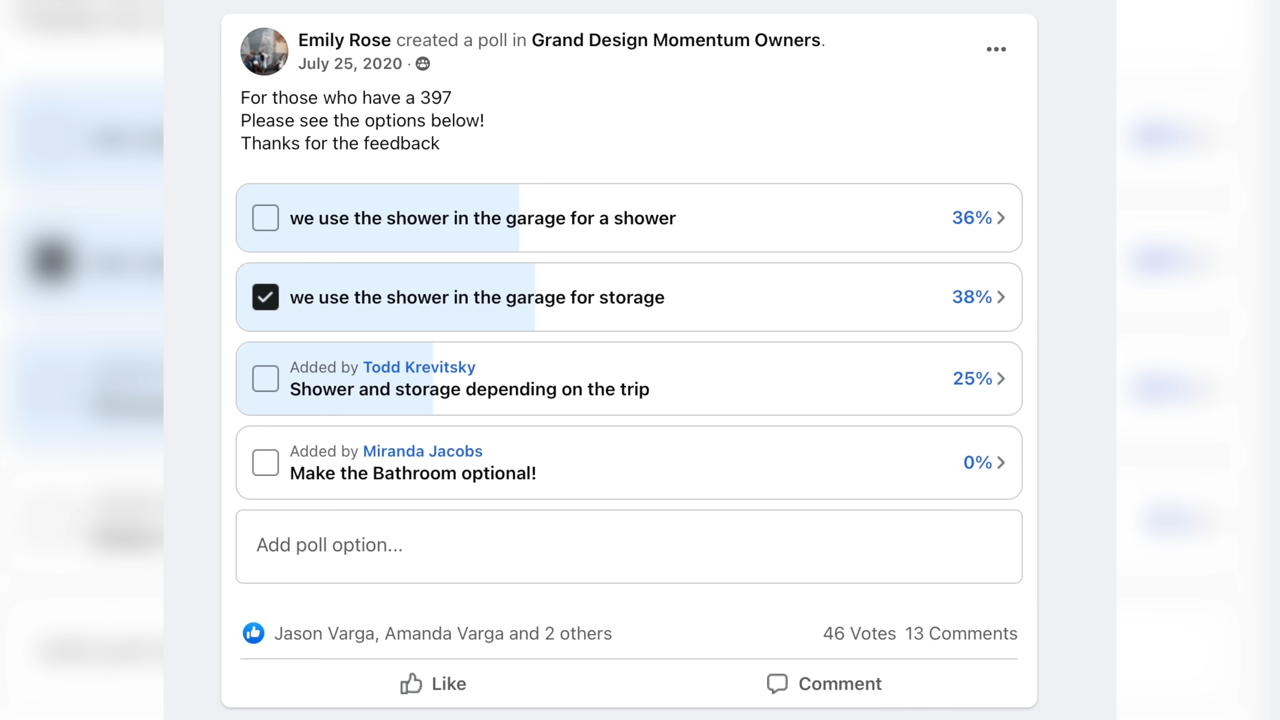 Emily Rose created a poll in Grand Design Momentum Owners.
July 25, 2020 ·
For those who have a 397
Please see the options below!
Thanks for the feedback
we use the shower in the garage for a shower 36%
we use the shower in the garage for storage 38%
Added by Todd Krevitsky
Shower and storage depending on the trip 25%
Added by Miranda Jacobs
Make the Bathroom optional! 0%
Add poll option...
Jason Varga, Amanda Varga and 2 others 46 Votes 13 Comments
Like Comment